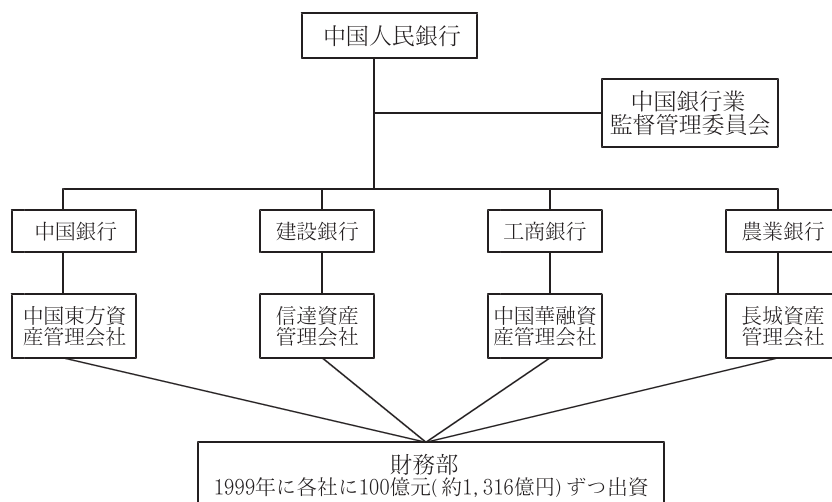 中国人民銀行
中国銀行業
監督管理委員会
中国銀行
建設銀行
工商銀行
農業銀行
中国東方資
産管理会社
信達資産
管理会社
中国華融資
産管理会社
長城資産
管理会社
財務部
1999年に各社に100億元(約1,316億円)ずつ出資